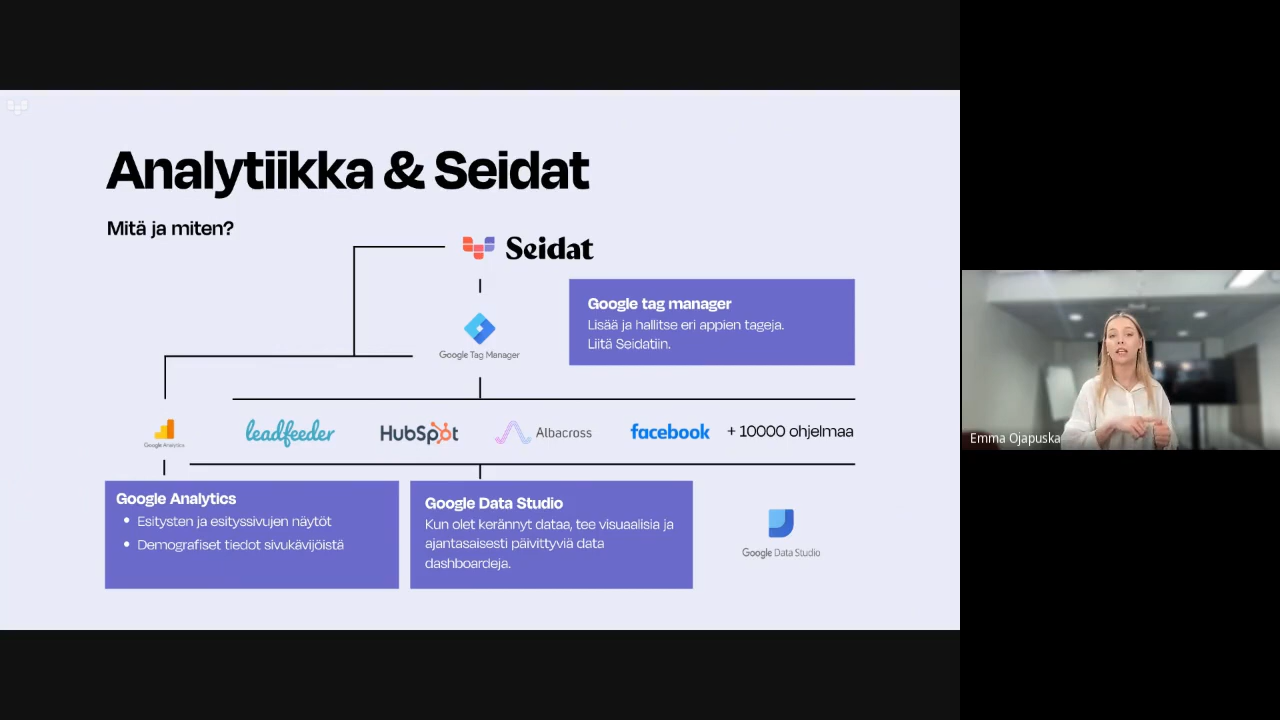 Analytiikka & Seidat
Mitä ja miten?
Seidat
Google Tag Manager
Google tag manager
Lisää ja hallitse eri appien tageja.
Liitä Seidatiin.
Google Analytics
leadfeeder
HubSpot
Albacross
facebook
+ 10000 ohjelmaa
Google Analytics
Esitysten ja esityssivujen näytöt
Demografiset tiedot sivukävijöistä
Google Data Studio
Kun olet kerännyt dataa, tee visuaalisia ja
ajantasaisesti päivittyviä data
dashboardeja.
Google Data Studio
Emma Ojapuska